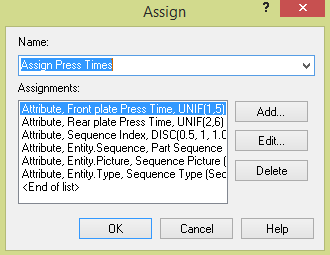 Assign
?
Name:
Assign Press Times
Assignments:
Attribute, Front plate Press Time, UNIF(1,5)
Attribute, Rear plate Press Time, UNIF(2,6)
Attribute, Sequence Index, DISC(0.5, 1, 1.0
Attribute, Entity.Sequence, Part Sequence
Attribute, Entity.Picture, Sequence Picture (
Attribute, Entity.Type, Sequence Type (Sec
<End of list>
Add...
Edit...
Delete
OK
Cancel
Help